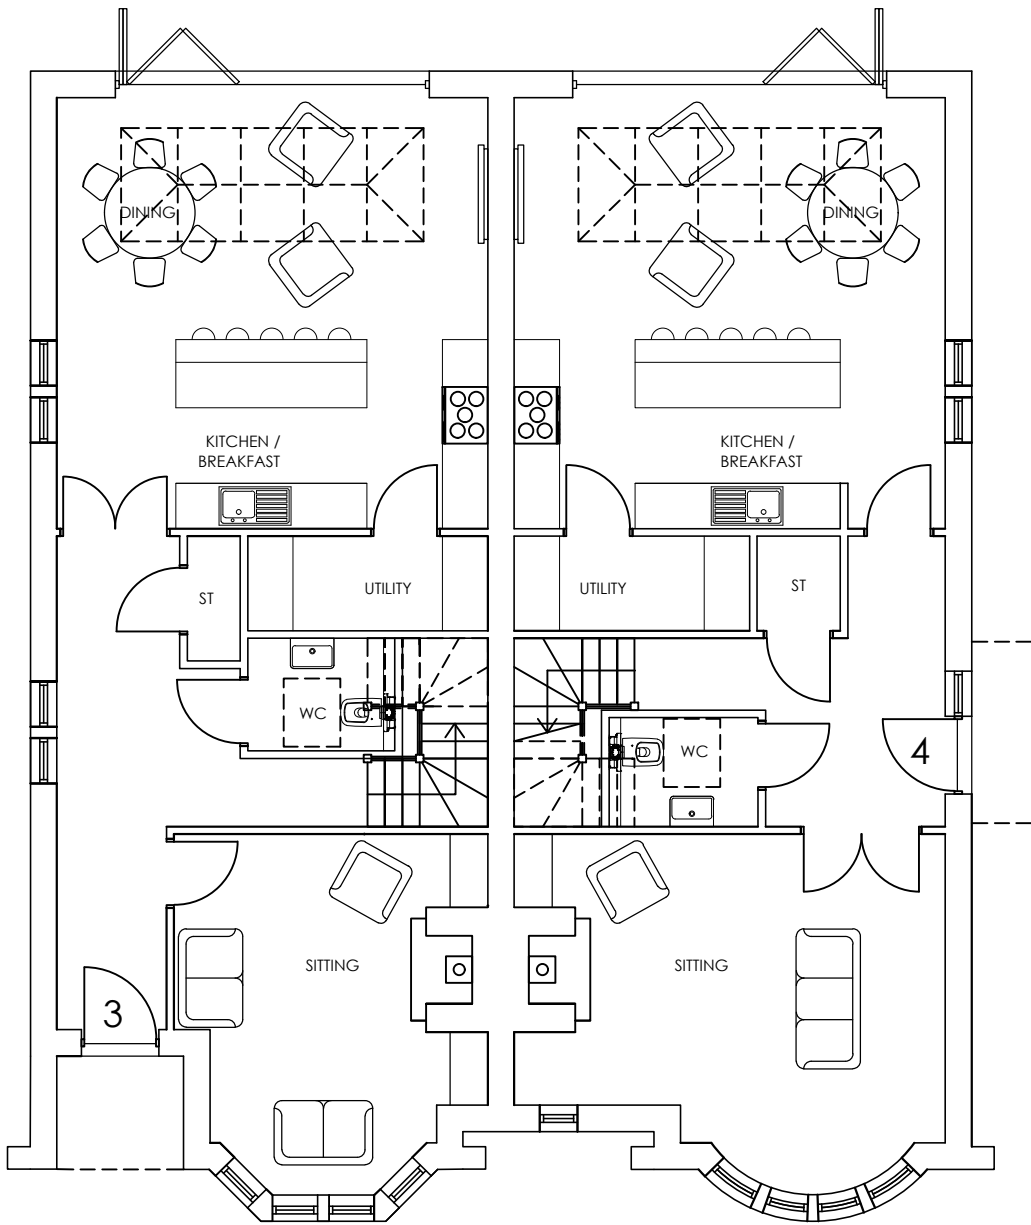 DINING
DINING
KITCHEN /
BREAKFAST
KITCHEN /
BREAKFAST
UTILITY
UTILITY
ST
ST
WC
WC
4
SITTING
SITTING
3